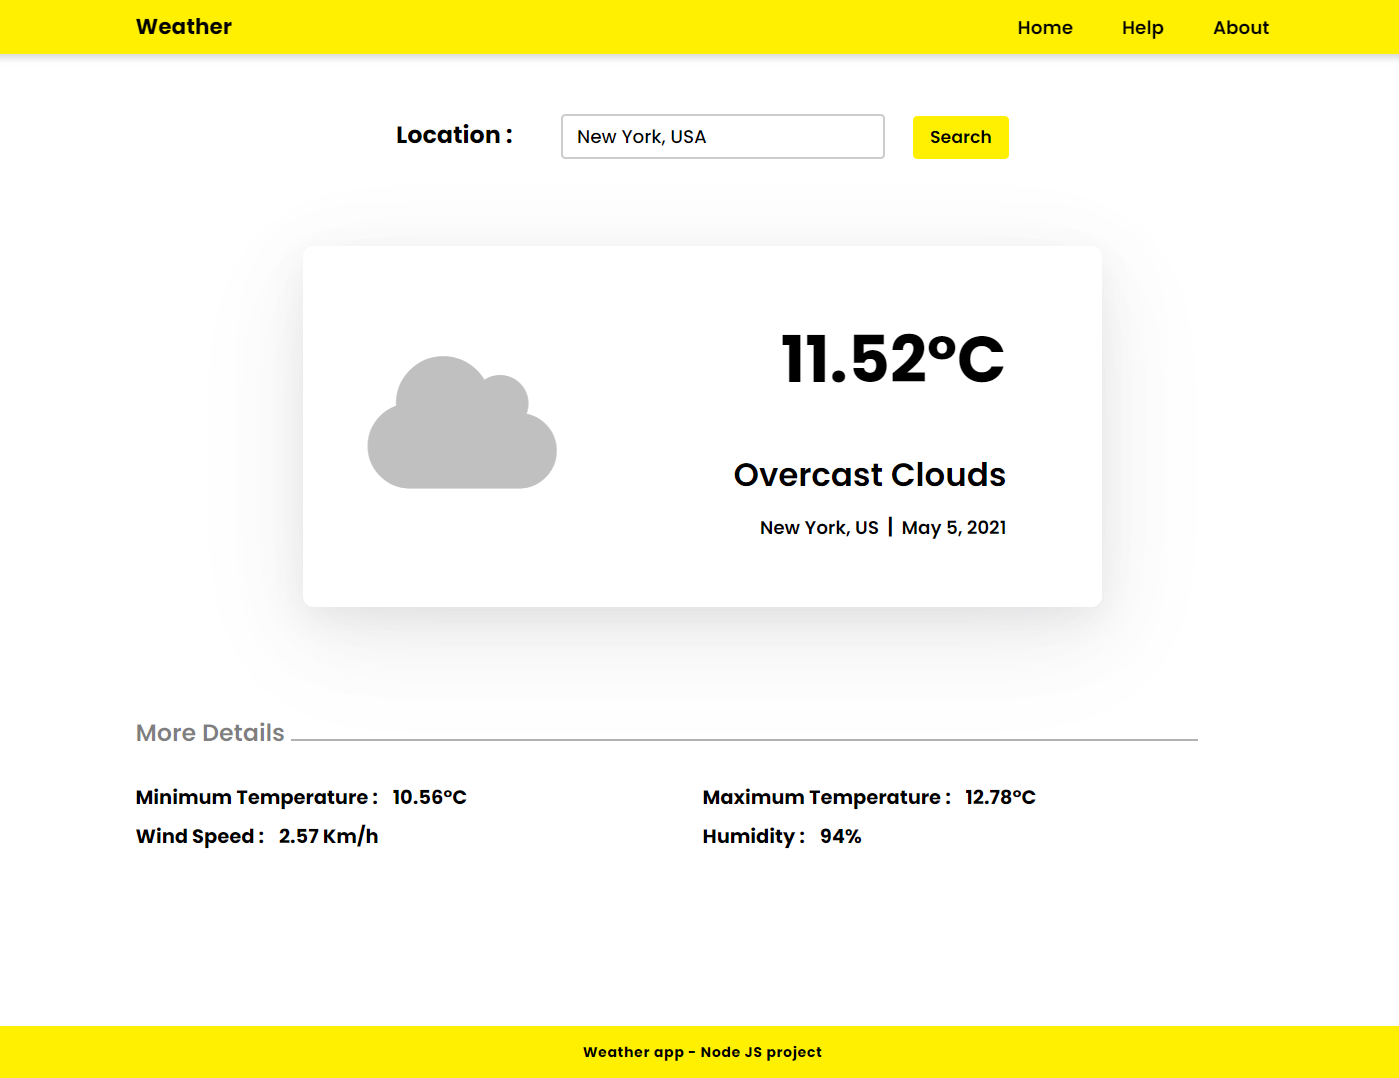 Weather Home Help About
Location : New York, USA Search
11.52°C
Overcast Clouds
New York, US | May 5, 2021
More Details
Minimum Temperature : 10.56°C Maximum Temperature : 12.78°C
Wind Speed : 2.57 Km/h Humidity : 94%
Weather app - Node JS project